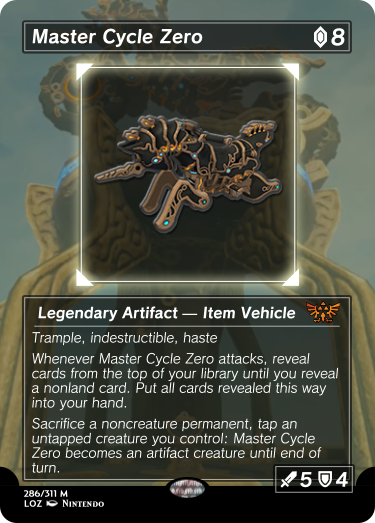 Master Cycle Zero 8
Legendary Artifact — Item Vehicle
Trample, indestructible, haste
Whenever Master Cycle Zero attacks, reveal
cards from the top of your library until you reveal
a nonland card. Put all cards revealed this way
into your hand.
Sacrifice a noncreature permanent, tap an
untapped creature you control: Master Cycle
Zero becomes an artifact creature until end of
turn.
5 4
286/311 M
LOZ Nintendo